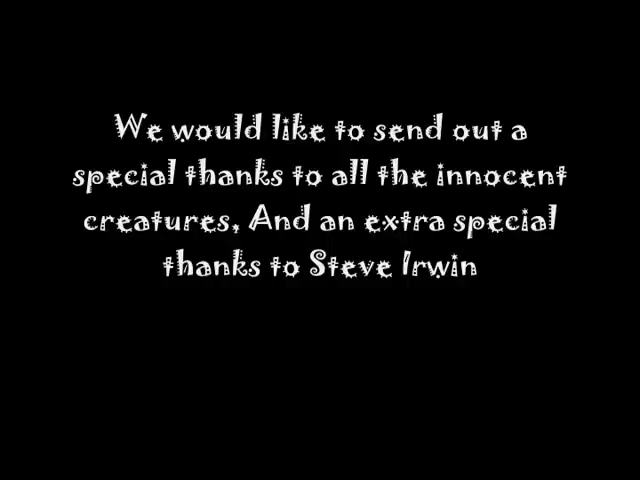 We would like to send out a
special thanks to all the innocent
creatures. And an extra special
thanks to Steve Irwin